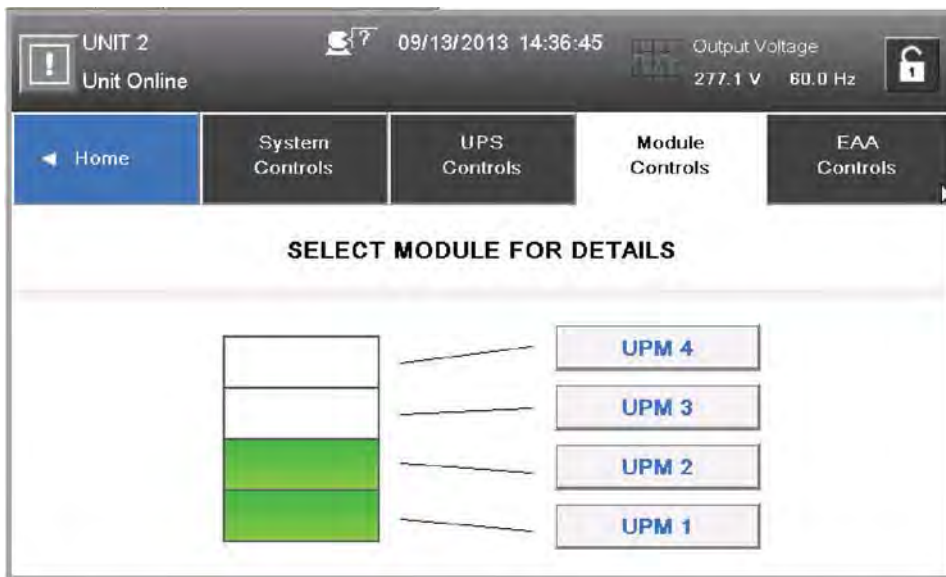 UNIT 2
Unit Online
?
09/13/2013 14:36:45
Output Voltage
277.1 V 60.0 Hz
1
◄ Home
System
Controls
UPS
Controls
Module
Controls
EAA
Controls
SELECT MODULE FOR DETAILS
UPM 4
UPM 3
UPM 2
UPM 1